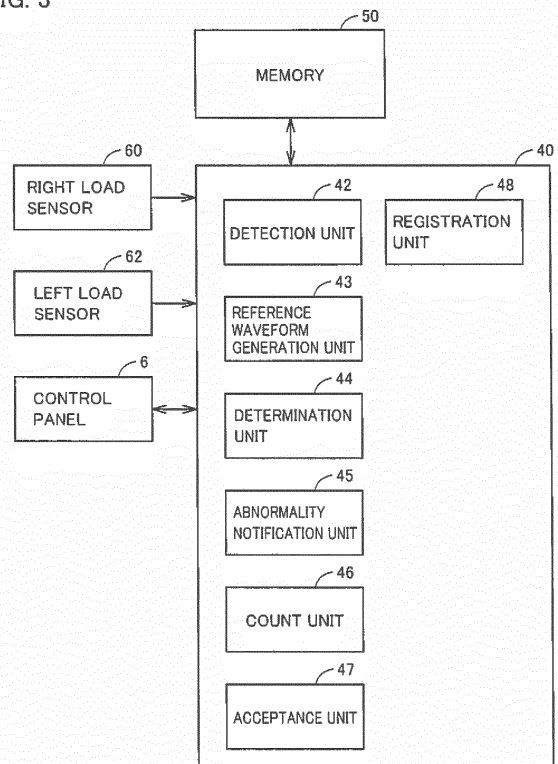 FIG. 3
50
MEMORY
60
RIGHT LOAD
SENSOR
62
LEFT LOAD
SENSOR
6
CONTROL
PANEL
40
42
DETECTION UNIT
48
REGISTRATION
UNIT
43
REFERENCE
WAVEFORM
GENERATION UNIT
44
DETERMINATION
UNIT
45
ABNORMALITY
NOTIFICATION UNIT
46
COUNT UNIT
47
ACCEPTANCE UNIT